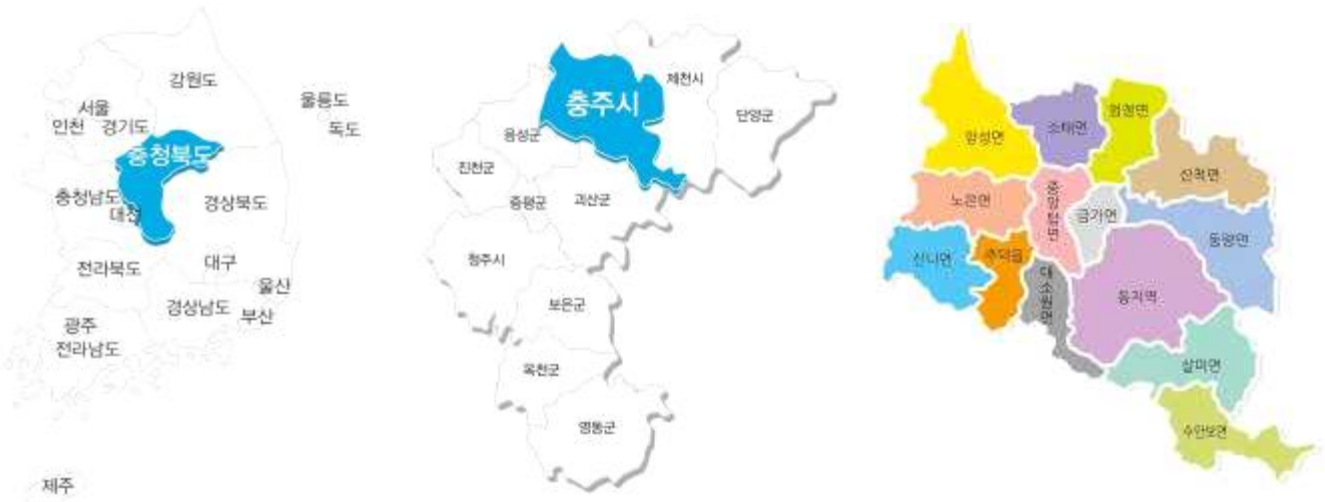 강원도
서울
인천 경기도
울릉도
독도
충청북도
충청남도
대전
경상북도
전라북도
대구
울산
경상남도
부산
광주
전라남도
제주
충주시
제천시
단양군
음성군
진천군
증평군
괴산군
청주시
보은군
옥천군
영동군
앙성면
소태면
엄정면
산척면
노은면
중앙탑면
금가면
동량면
신니면
주덕읍
대소원면
동지역
살미면
수안보면